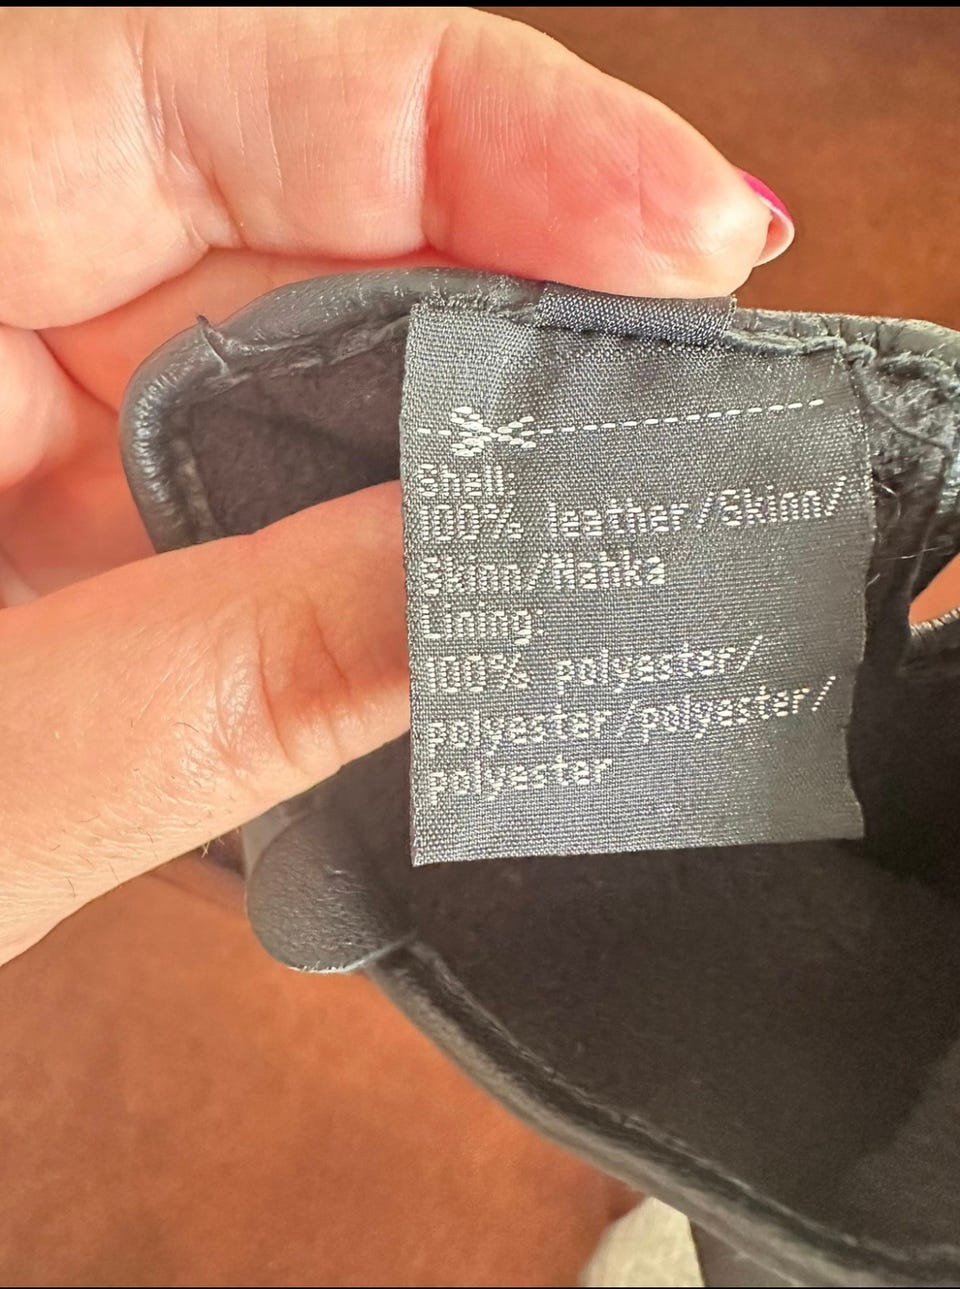 Shell:
100% leather/Skinn/
Skinn/Nahka
Lining:
100% polyester/
polyester/polyester/
polyester